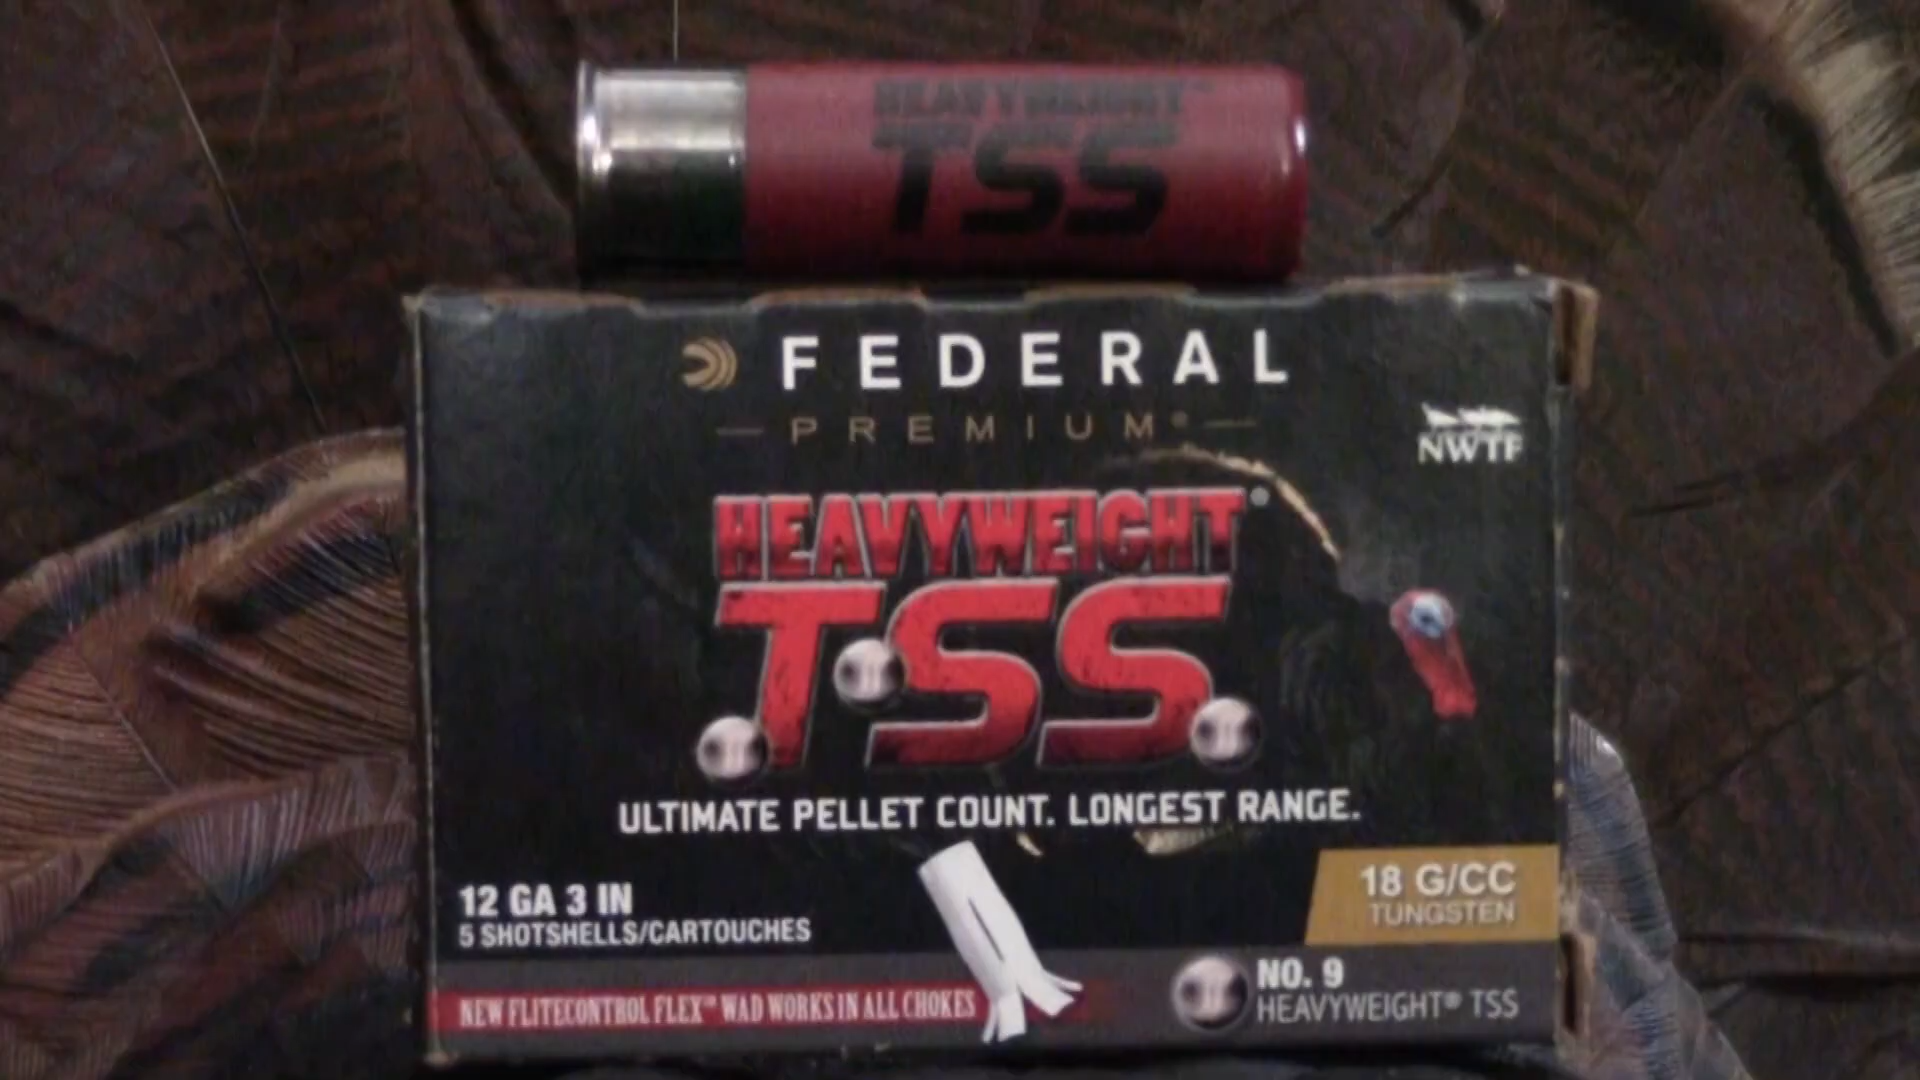 HEAVYWEIGHT™
TSS
FEDERAL
PREMIUM®
NWTF
HEAVYWEIGHT®
TSS
ULTIMATE PELLET COUNT. LONGEST RANGE.
12 GA 3 IN
5 SHOTSHELLS/CARTOUCHES
18 G/CC
TUNGSTEN
NEW FLITECONTROL FLEX™ WAD WORKS IN ALL CHOKES
NO. 9
HEAVYWEIGHT® TSS